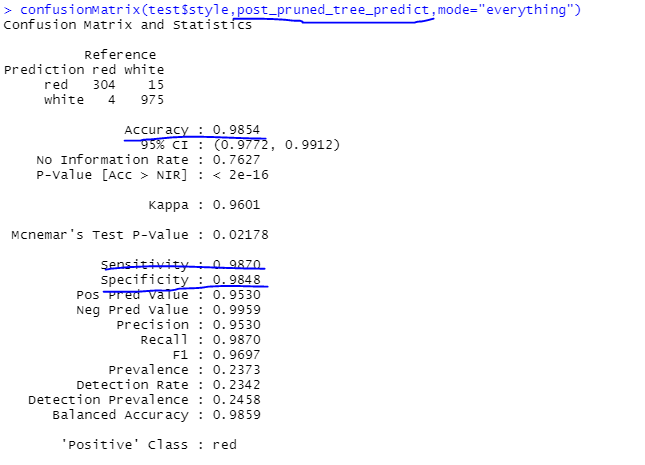 > confusionMatrix(test$style,post_pruned_tree_predict,mode="everything")
Confusion Matrix and Statistics
Reference
Prediction red white
red 304 15
white 4 975
Accuracy : 0.9854
95% CI : (0.9772, 0.9912)
No Information Rate : 0.7627
P-Value [Acc > NIR] : < 2e-16
Kappa : 0.9601
Mcnemar's Test P-Value : 0.02178
Sensitivity : 0.9870
Specificity : 0.9848
Pos Pred Value : 0.9530
Neg Pred Value : 0.9959
Precision : 0.9530
Recall : 0.9870
F1 : 0.9697
Prevalence : 0.2373
Detection Rate : 0.2342
Detection Prevalence : 0.2458
Balanced Accuracy : 0.9859
'Positive' Class : red